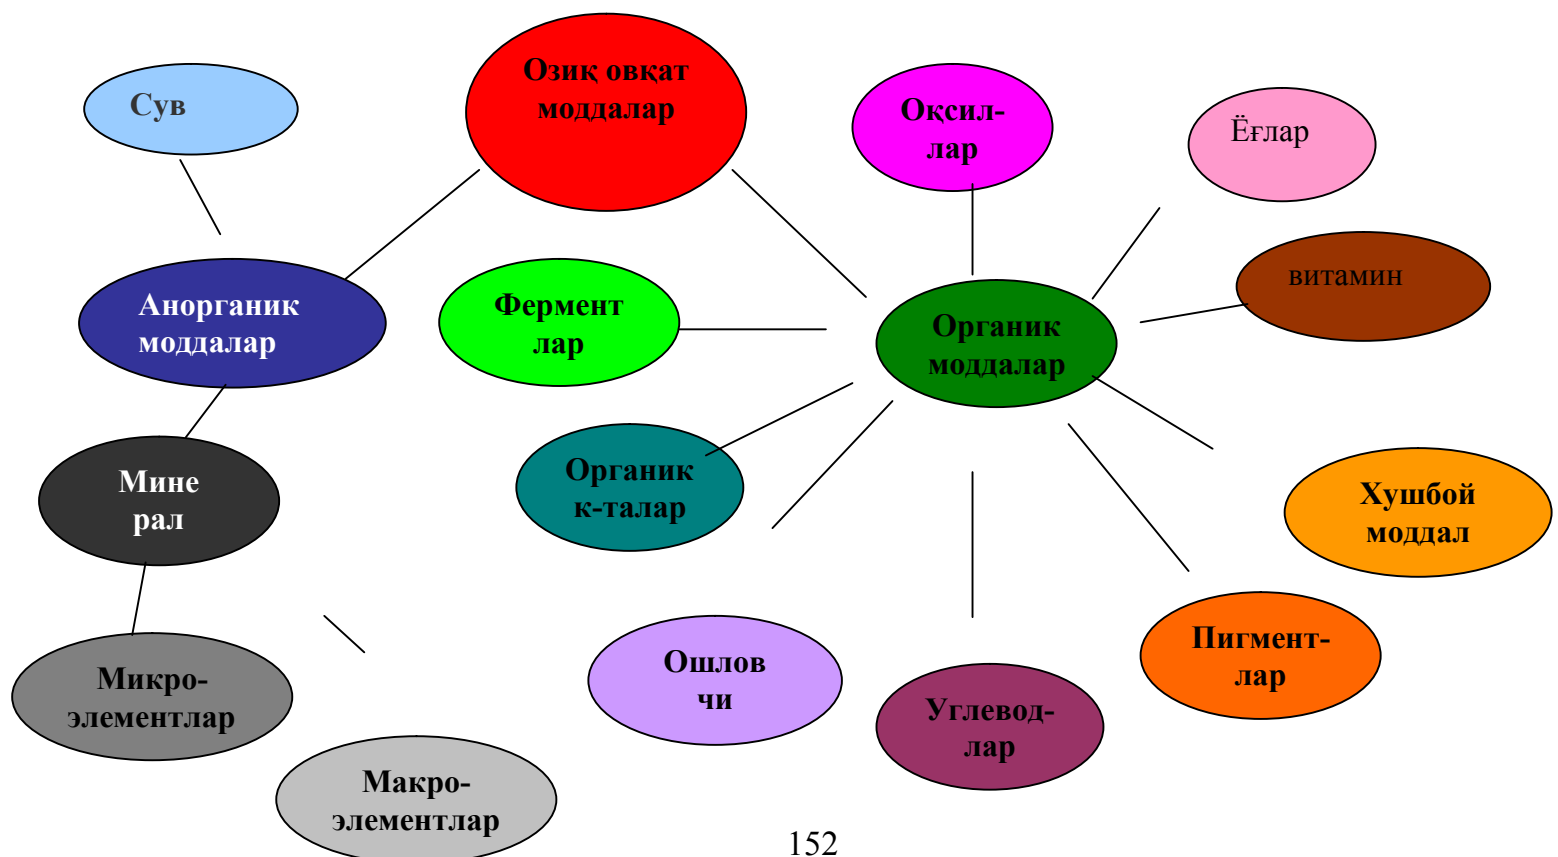 Озиқ овқат
моддалар
Сув
Оқсил-
лар
Ёғлар
витамин
Анорганик
моддалар
Фермент
лар
Органик
моддалар
Мине
рал
Органик
к-талар
Хушбой
моддал
Микро-
элементлар
Ошлов
чи
Пигмент-
лар
Углевод-
лар
Макро-
элементлар
152